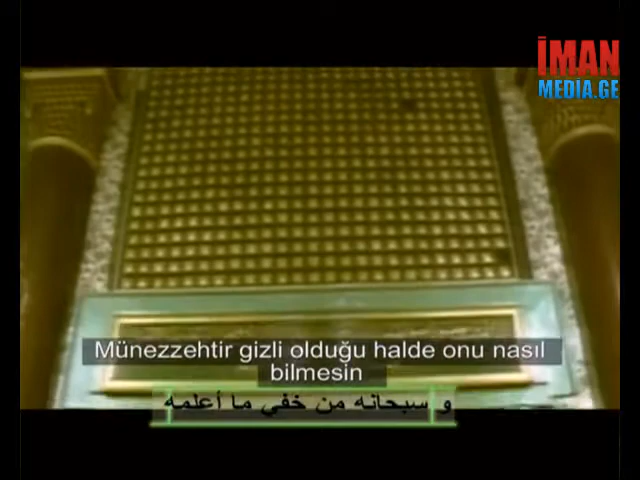 İMAN
MEDIA.GE
Münezzehtir gizli olduğu halde onu nasıl
bilmesin
و سبحانه من خفي ما أعلمه